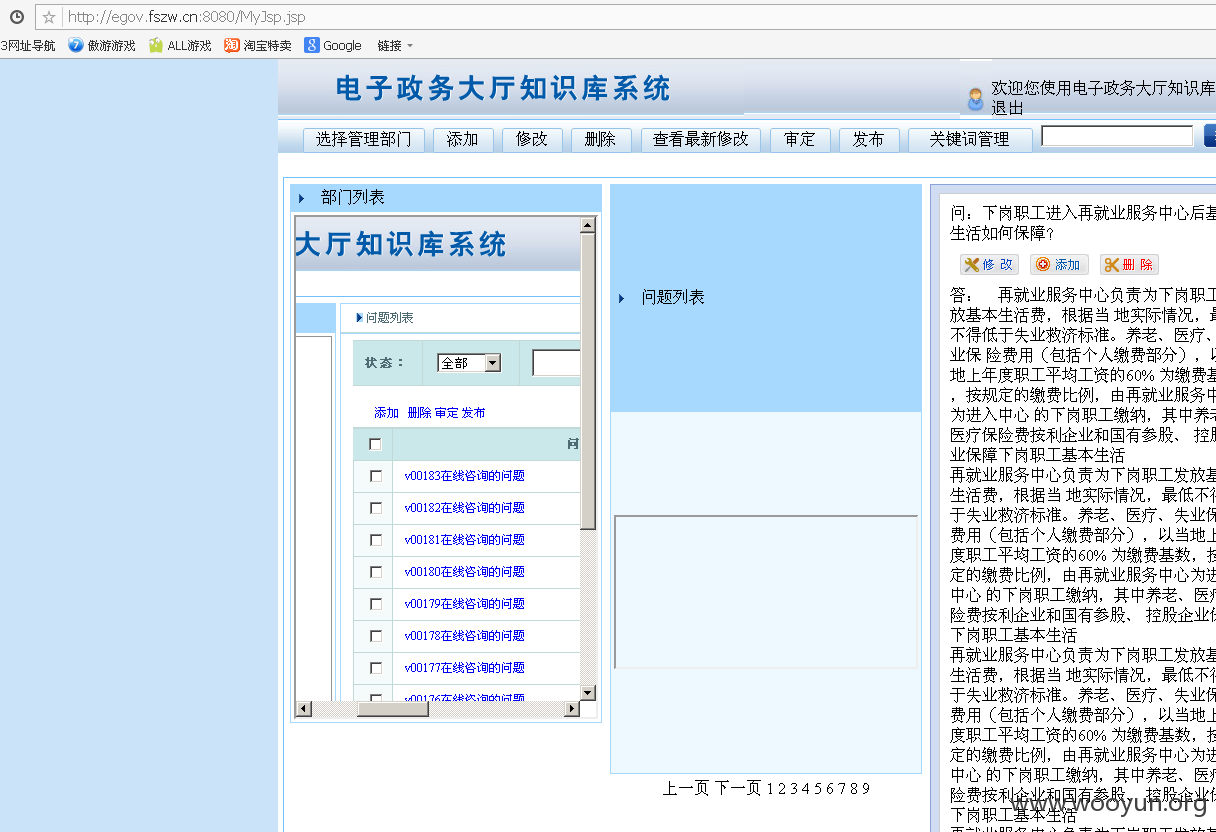 http://egov.fszw.cn:8080/MyJsp.jsp
3网址导航 傲游游戏 ALL游戏 淘宝特卖 Google 链接
电子政务大厅知识库系统
欢迎您使用电子政务大厅知识库
退出
选择管理部门 添加 修改 删除 查看最新修改 审定 发布 关键词管理
部门列表
大厅知识库系统
问题列表
状态：
全部
添加 删除 审定 发布
问
v00183在线咨询的问题
v00182在线咨询的问题
v00181在线咨询的问题
v00180在线咨询的问题
v00179在线咨询的问题
v00178在线咨询的问题
v00177在线咨询的问题
v00176在线咨询的问题
问题列表
上一页 下一页 1 2 3 4 5 6 7 8 9
问：下岗职工进入再就业服务中心后基
生活如何保障？
修 改 添加 删 除
答： 再就业服务中心负责为下岗职工
放基本生活费，根据当 地实际情况，最
不得低于失业救济标准。养老、医疗、
业保 险费用（包括个人缴费部分），以
地上年度职工平均工资的60% 为缴费基
，按规定的缴费比例，由再就业服务中
为进入中心 的下岗职工缴纳，其中养老
医疗保险费按利企业和国有参股、 控股
业保障下岗职工基本生活
再就业服务中心负责为下岗职工发放基
生活费，根据当 地实际情况，最低不得
于失业救济标准。养老、医疗、失业保
费用（包括个人缴费部分），以当地上
度职工平均工资的60% 为缴费基数，按
定的缴费比例，由再就业服务中心为进
中心 的下岗职工缴纳，其中养老、医疗
险费按利企业和国有参股、 控股企业保
下岗职工基本生活
再就业服务中心负责为下岗职工发放基
生活费，根据当 地实际情况，最低不得
于失业救济标准。养老、医疗、失业保
费用（包括个人缴费部分），以当地上
度职工平均工资的60% 为缴费基数，按
定的缴费比例，由再就业服务中心为进
中心 的下岗职工缴纳，其中养老、医疗
险费按利企业和国有参股、 控股企业保
下岗职工基本生活
再就业服务中心负责为下岗职工发放基
www.wooyun.org